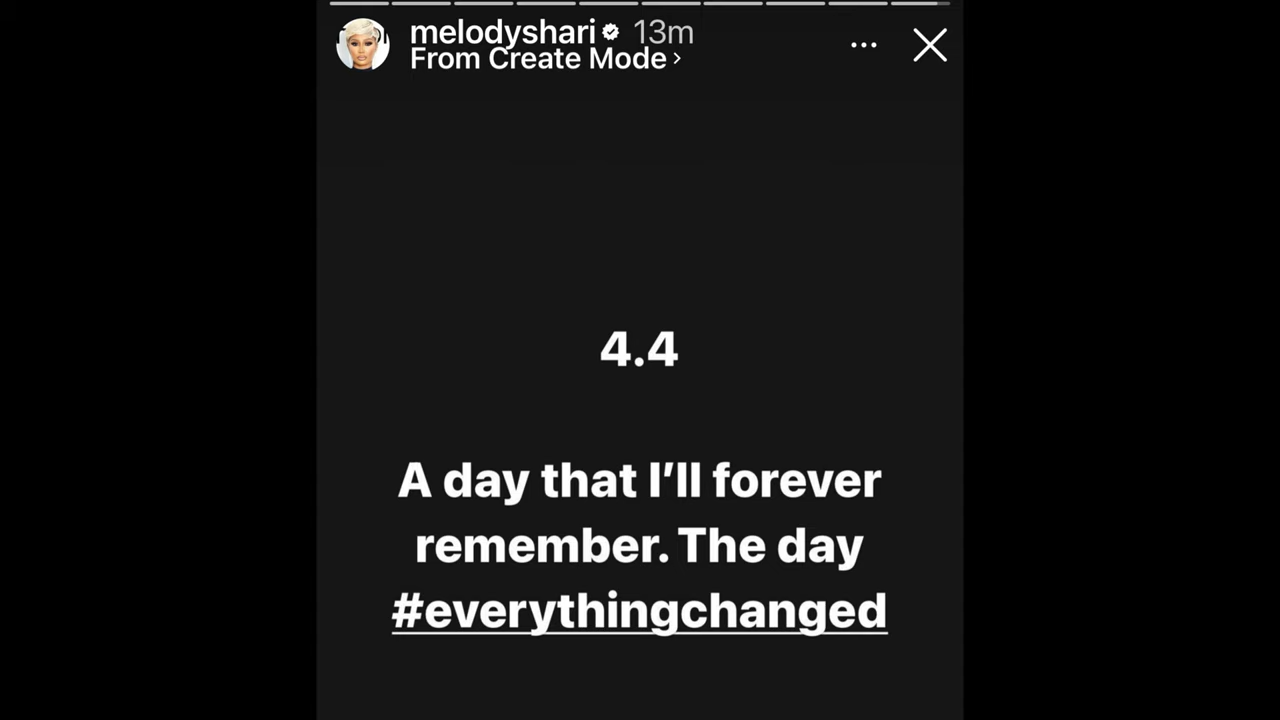 melodyshari 13m
From Create Mode >
4.4
A day that I’ll forever
remember. The day
#everythingchanged